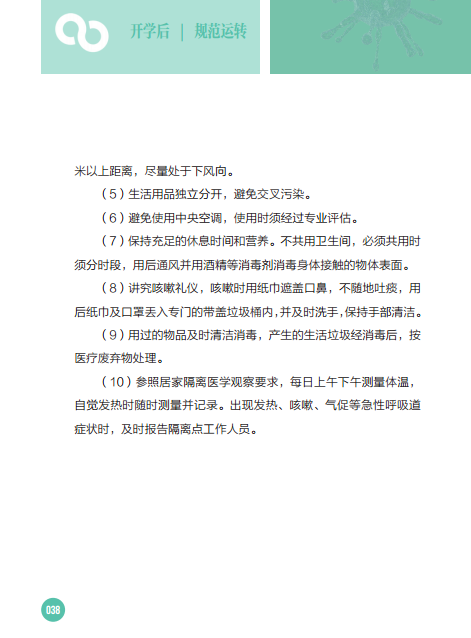 开学后 | 规范运转
米以上距离，尽量处于下风向。
（5）生活用品独立分开，避免交叉污染。
（6）避免使用中央空调，使用时须经过专业评估。
（7）保持充足的休息时间和营养。不共用卫生间，必须共用时
须分时段，用后通风并用酒精等消毒剂消毒身体接触的物体表面。
（8）讲究咳嗽礼仪，咳嗽时用纸巾遮盖口鼻，不随地吐痰，用
后纸巾及口罩丢入专门的带盖垃圾桶内，并及时洗手，保持手部清洁。
（9）用过的物品及时清洁消毒，产生的生活垃圾经消毒后，按
医疗废弃物处理。
（10）参照居家隔离医学观察要求，每日上午下午测量体温，
自觉发热时随时测量并记录。出现发热、咳嗽、气促等急性呼吸道
症状时，及时报告隔离点工作人员。
038